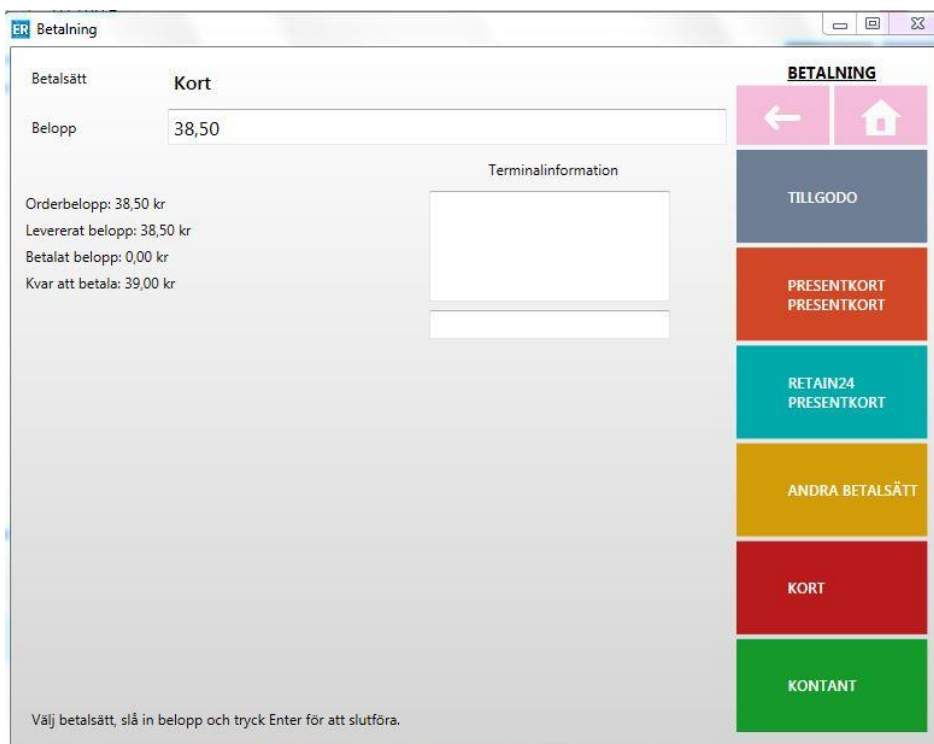 ER Betalning
Betalsätt Kort
Belopp 38,50
Terminalinformation
Orderbelopp: 38,50 kr
Levererat belopp: 38,50 kr
Betalat belopp: 0,00 kr
Kvar att betala: 39,00 kr
Välj betalsätt, slå in belopp och tryck Enter för att slutföra.
BETALNING
TILLGODO
PRESENTKORT
PRESENTKORT
RETAIN24
PRESENTKORT
ANDRA BETALSÄTT
KORT
KONTANT